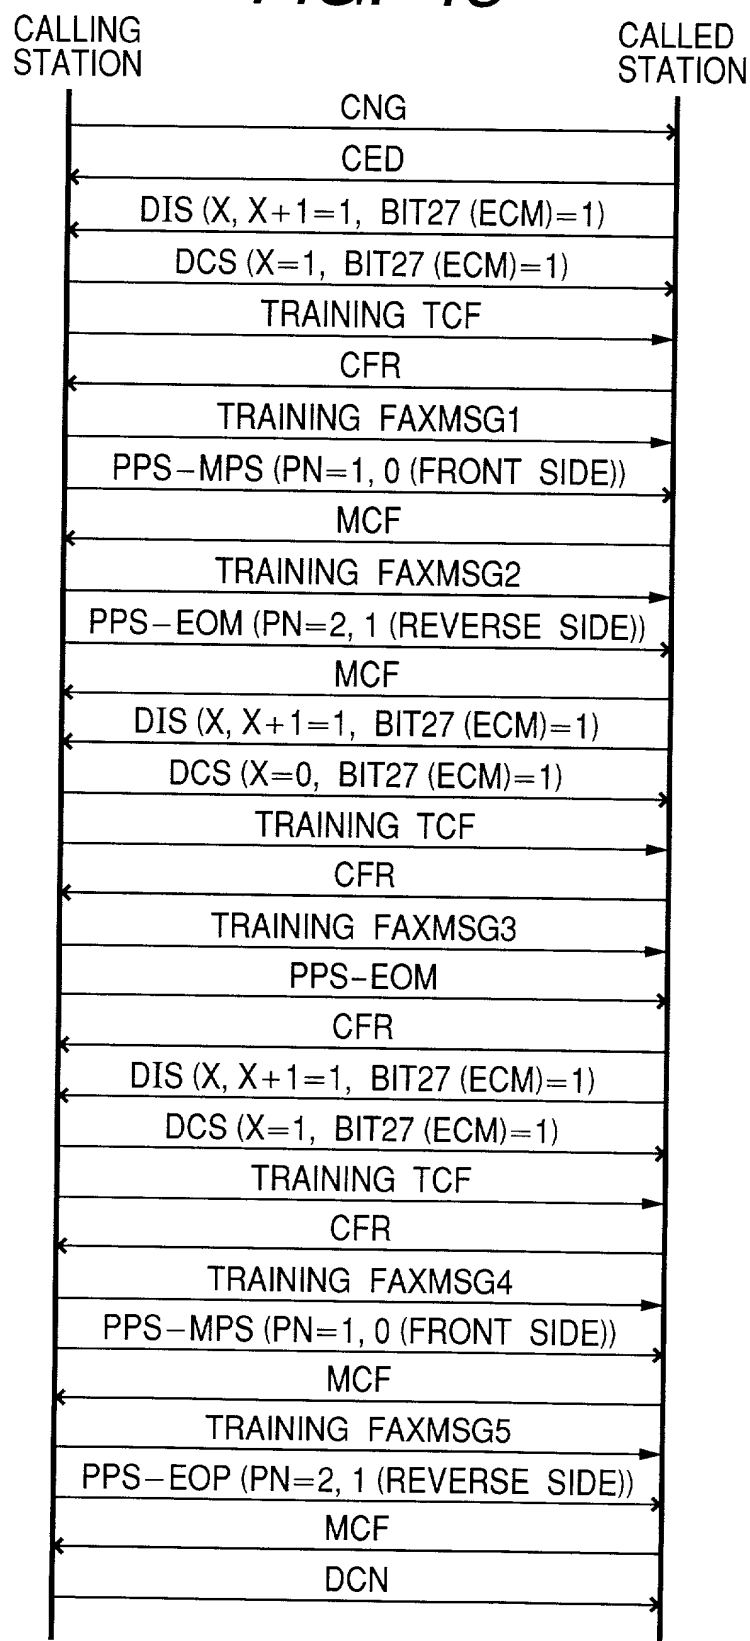 CALLING
STATION
CALLED
STATION
CNG
CED
DIS (X, X+1=1, BIT27 (ECM)=1)
DCS (X=1, BIT27 (ECM)=1)
TRAINING TCF
CFR
TRAINING FAXMSG1
PPS-MPS (PN=1, 0 (FRONT SIDE))
MCF
TRAINING FAXMSG2
PPS-EOM (PN=2, 1 (REVERSE SIDE))
MCF
DIS (X, X+1=1, BIT27 (ECM)=1)
DCS (X=0, BIT27 (ECM)=1)
TRAINING TCF
CFR
TRAINING FAXMSG3
PPS-EOM
CFR
DIS (X, X+1=1, BIT27 (ECM)=1)
DCS (X=1, BIT27 (ECM)=1)
TRAINING TCF
CFR
TRAINING FAXMSG4
PPS-MPS (PN=1, 0 (FRONT SIDE))
MCF
TRAINING FAXMSG5
PPS-EOP (PN=2, 1 (REVERSE SIDE))
MCF
DCN